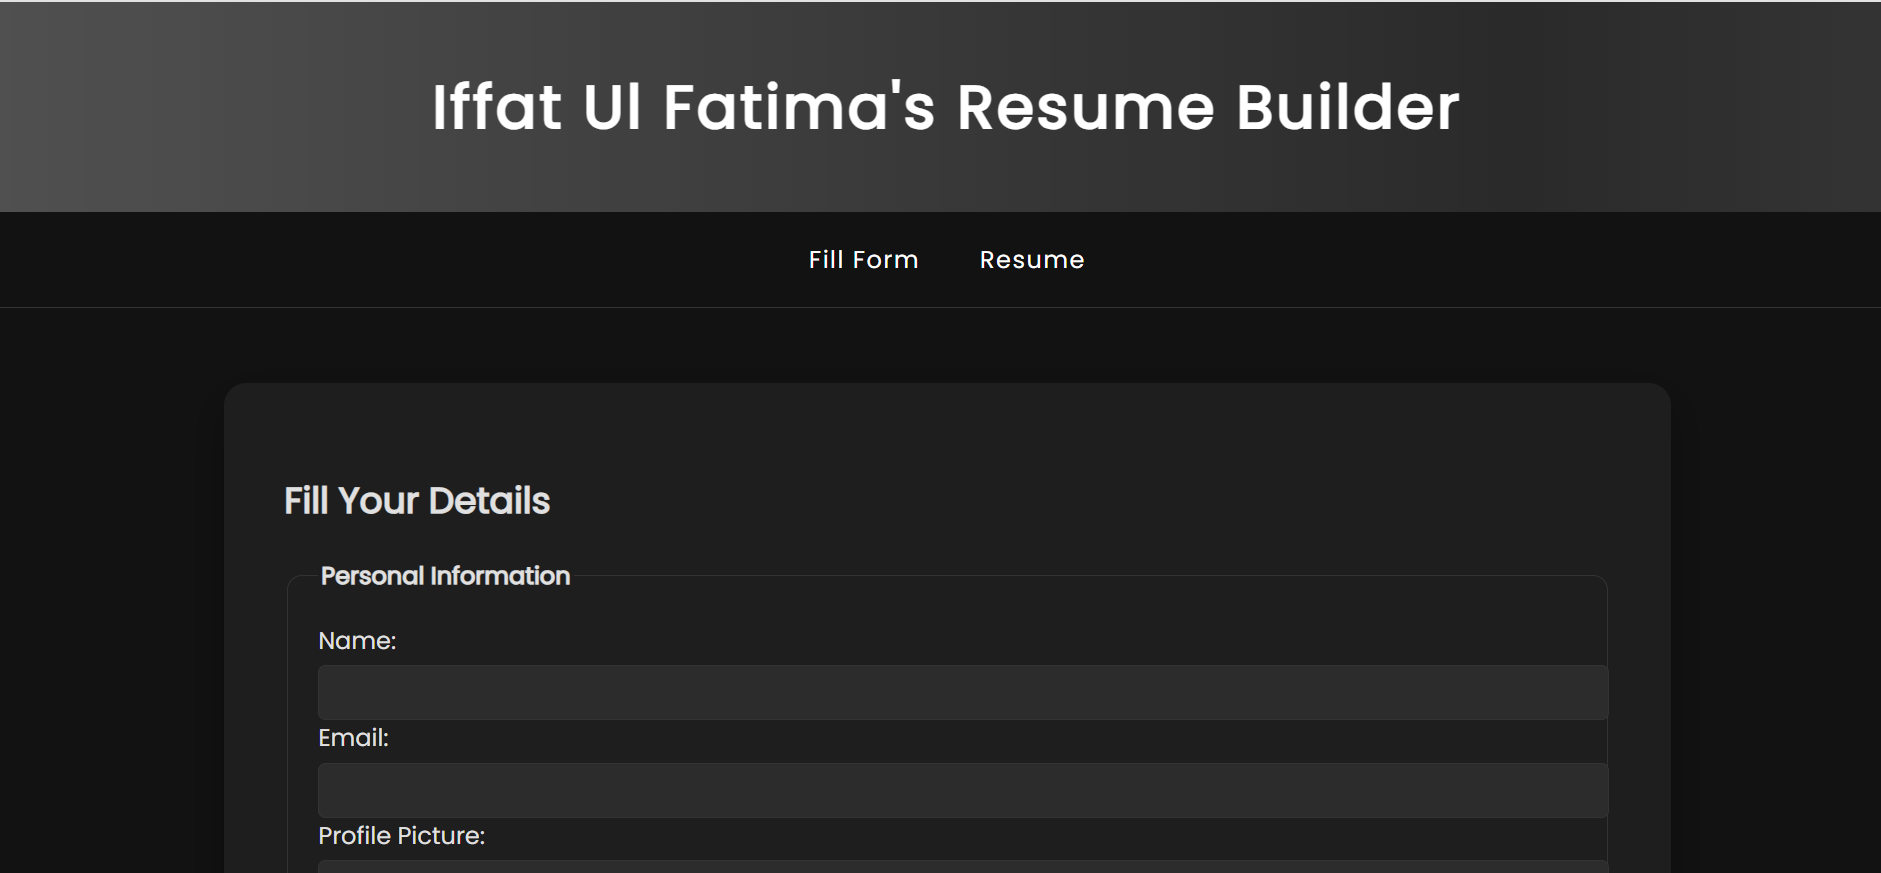 Iffat Ul Fatima's Resume Builder
Fill Form Resume
Fill Your Details
Personal Information
Name:
Email:
Profile Picture: